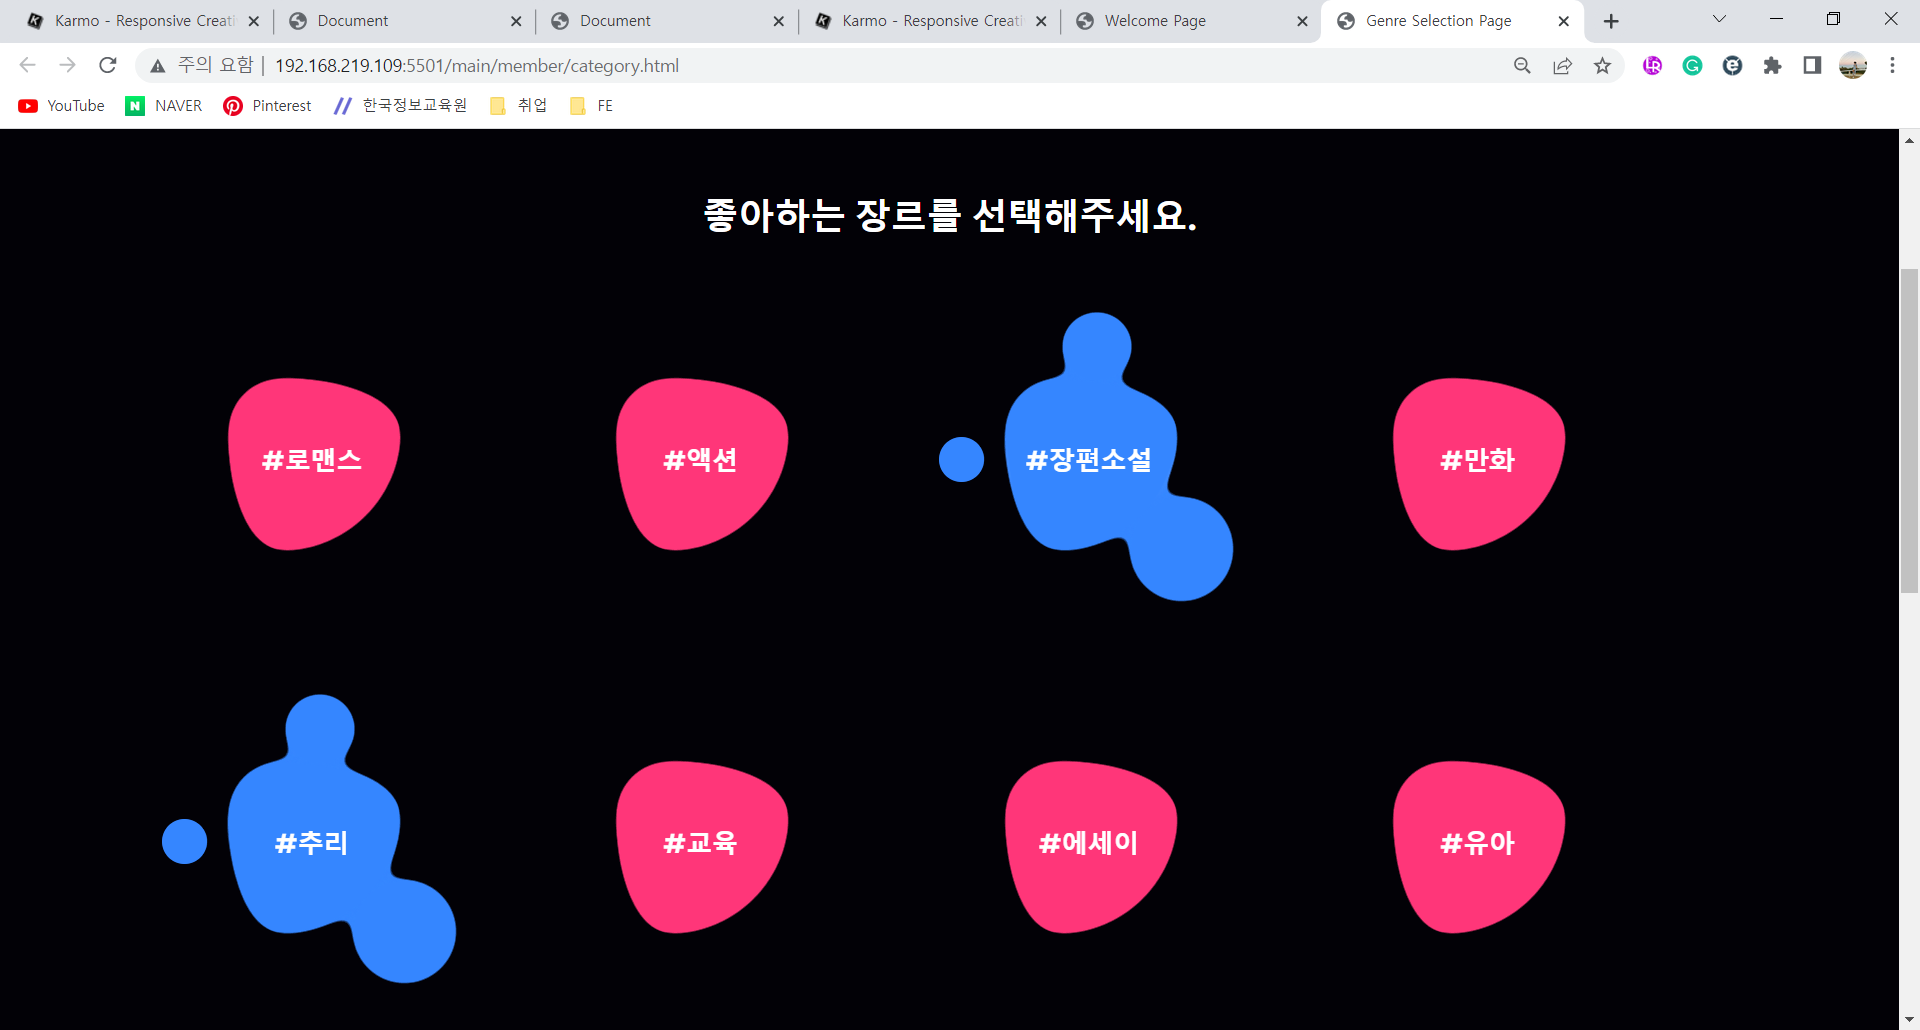 Karmo - Responsive Creati
Document
Document
Karmo - Responsive Creati
Welcome Page
Genre Selection Page
주의 요함 | 192.168.219.109:5501/main/member/category.html
YouTube
NAVER
Pinterest
한국정보교육원
취업
FE
좋아하는 장르를 선택해주세요.
#로맨스
#액션
#장편소설
#만화
#추리
#교육
#에세이
#유아